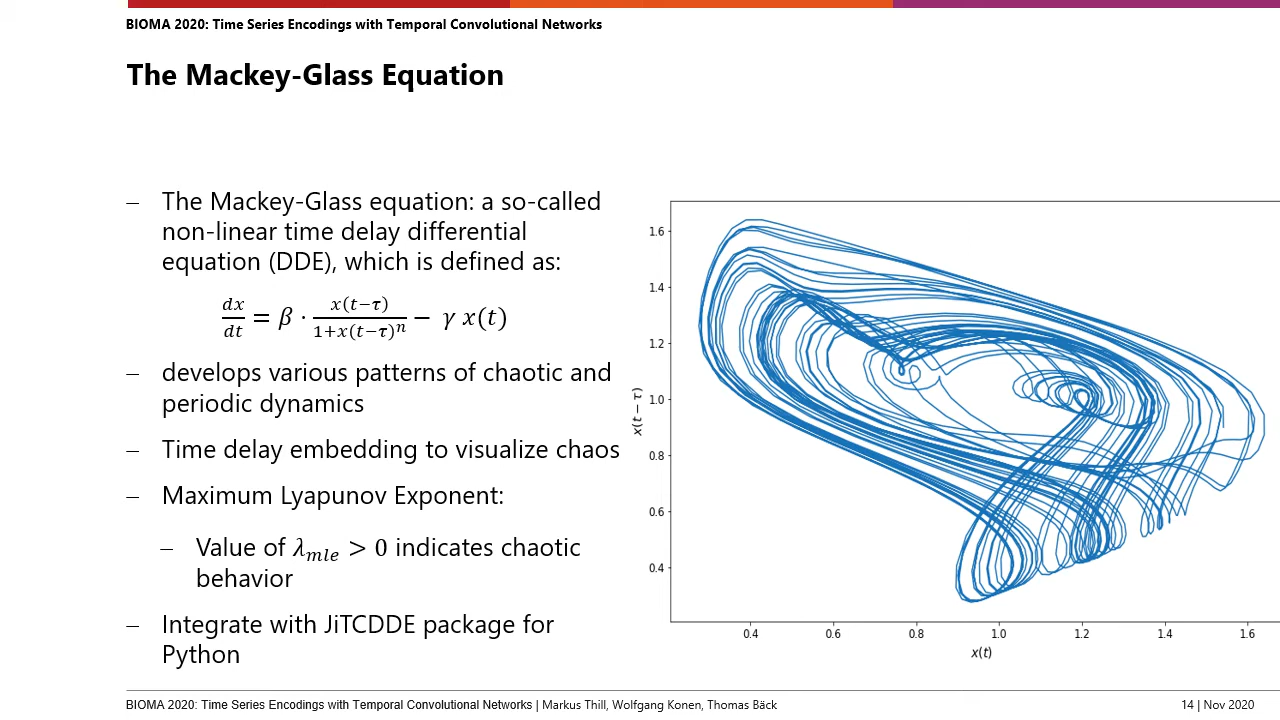 BIOMA 2020: Time Series Encodings with Temporal Convolutional Networks
The Mackey-Glass Equation
– The Mackey-Glass equation: a so-called
non-linear time delay differential
equation (DDE), which is defined as:
dx/dt = β · x(t−τ)/(1+x(t−τ)^n) − γ x(t)
– develops various patterns of chaotic and
periodic dynamics
– Time delay embedding to visualize chaos
– Maximum Lyapunov Exponent:
– Value of λ_mle > 0 indicates chaotic
behavior
– Integrate with JiTCDDE package for
Python
x(t − τ)
1.6
1.4
1.2
1.0
0.8
0.6
0.4
0.4 0.6 0.8 1.0 1.2 1.4 1.6
x(t)
BIOMA 2020: Time Series Encodings with Temporal Convolutional Networks | Markus Thill, Wolfgang Konen, Thomas Bäck
14 | Nov 2020